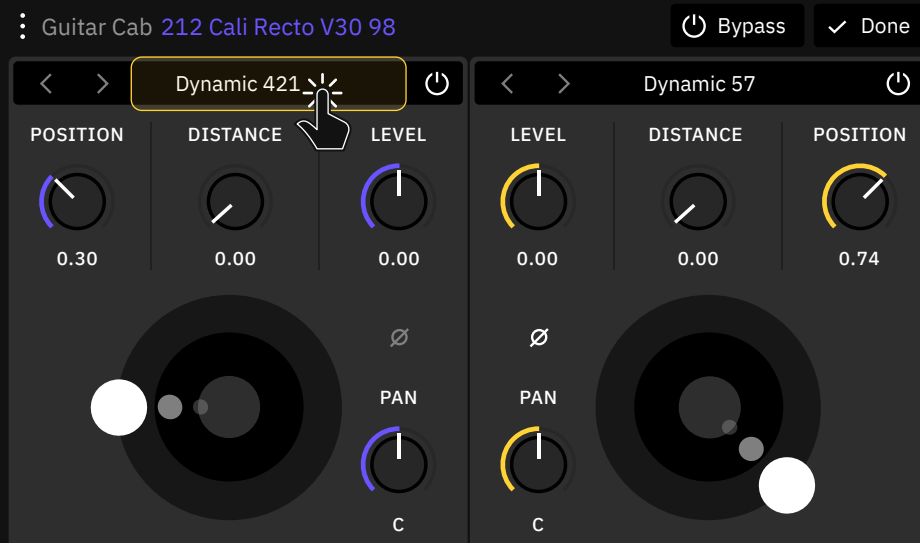 Guitar Cab 212 Cali Recto V30 98
Bypass
Done
Dynamic 421
Dynamic 57
POSITION DISTANCE LEVEL
LEVEL DISTANCE POSITION
0.30 0.00 0.00
0.00 0.00 0.74
Ø
Ø
PAN
PAN
C
C